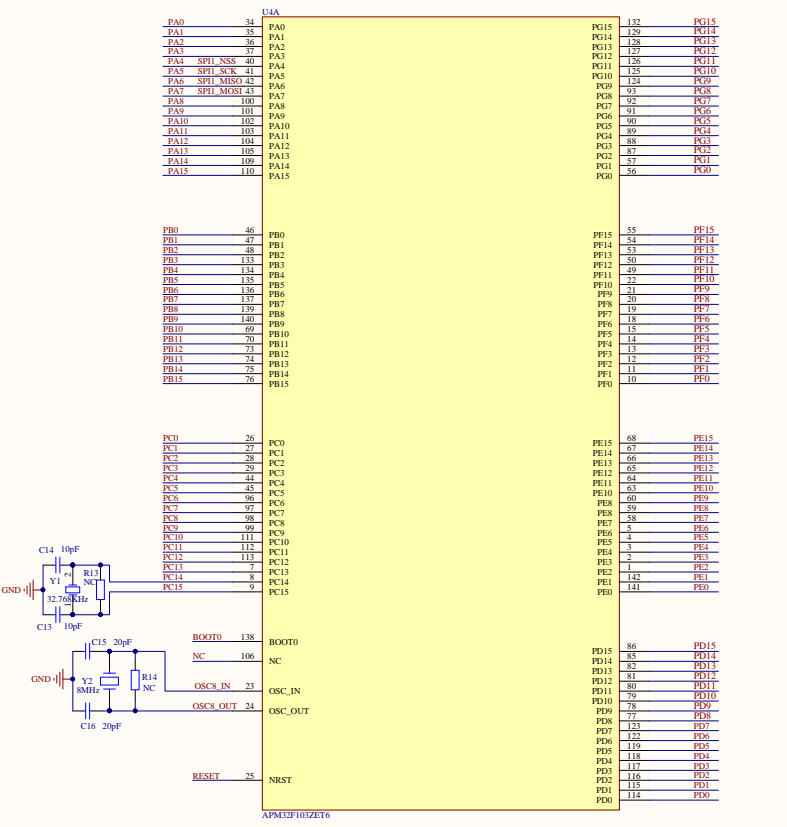 U4A
PA0 34 PA0
PA1 35 PA1
PA2 36 PA2
PA3 37 PA3
PA4 SPI1_NSS 40 PA4
PA5 SPI1_SCK 41 PA5
PA6 SPI1_MISO 42 PA6
PA7 SPI1_MOSI 43 PA7
PA8 100 PA8
PA9 101 PA9
PA10 102 PA10
PA11 103 PA11
PA12 104 PA12
PA13 105 PA13
PA14 109 PA14
PA15 110 PA15
PB0 46 PB0
PB1 47 PB1
PB2 48 PB2
PB3 133 PB3
PB4 134 PB4
PB5 135 PB5
PB6 136 PB6
PB7 137 PB7
PB8 139 PB8
PB9 140 PB9
PB10 69 PB10
PB11 70 PB11
PB12 73 PB12
PB13 74 PB13
PB14 75 PB14
PB15 76 PB15
PC0 26 PC0
PC1 27 PC1
PC2 28 PC2
PC3 29 PC3
PC4 44 PC4
PC5 45 PC5
PC6 96 PC6
PC7 97 PC7
PC8 98 PC8
PC9 99 PC9
PC10 111 PC10
PC11 112 PC11
PC12 113 PC12
PC13 7 PC13
PC14 8 PC14
PC15 9 PC15
C14 10pF
R13
NC
Y1
2
1
GND
32.768KHz
C13 10pF
BOOT0 138 BOOT0
NC 106 NC
C15 20pF
GND
Y2
8MHz
R14
NC
C16 20pF
OSC8_IN 23 OSC_IN
OSC8_OUT 24 OSC_OUT
RESET 25 NRST
PG15 132 PG15
PG14 129 PG14
PG13 128 PG13
PG12 127 PG12
PG11 126 PG11
PG10 125 PG10
PG9 124 PG9
PG8 93 PG8
PG7 92 PG7
PG6 91 PG6
PG5 90 PG5
PG4 89 PG4
PG3 88 PG3
PG2 87 PG2
PG1 57 PG1
PG0 56 PG0
PF15 55 PF15
PF14 54 PF14
PF13 53 PF13
PF12 50 PF12
PF11 49 PF11
PF10 22 PF10
PF9 21 PF9
PF8 20 PF8
PF7 19 PF7
PF6 18 PF6
PF5 15 PF5
PF4 14 PF4
PF3 13 PF3
PF2 12 PF2
PF1 11 PF1
PF0 10 PF0
PE15 68 PE15
PE14 67 PE14
PE13 66 PE13
PE12 65 PE12
PE11 64 PE11
PE10 63 PE10
PE8 60 PE9
PE8 59 PE8
PE7 58 PE7
PE6 5 PE6
PE5 4 PE5
PE4 3 PE4
PE3 2 PE3
PE2 1 PE2
PE1 142 PE1
PE0 141 PE0
PD15 86 PD15
PD14 85 PD14
PD13 82 PD13
PD12 81 PD12
PD11 80 PD11
PD10 79 PD10
PD9 78 PD9
PD8 77 PD8
PD7 123 PD7
PD6 122 PD6
PD5 119 PD5
PD4 118 PD4
PD3 117 PD3
PD2 116 PD2
PD1 115 PD1
PD0 114 PD0
APM32F103ZET6